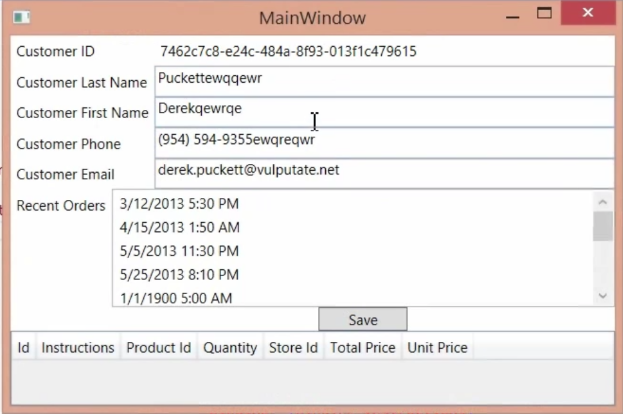 MainWindow
Customer ID 7462c7c8-e24c-484a-8f93-013f1c479615
Customer Last Name Puckettewqqewr
Customer First Name Derekqewrqe
Customer Phone (954) 594-9355ewqreqwr
Customer Email derek.puckett@vulputate.net
Recent Orders 3/12/2013 5:30 PM
4/15/2013 1:50 AM
5/5/2013 11:30 PM
5/25/2013 8:10 PM
1/1/1900 5:00 AM
Save
Id Instructions Product Id Quantity Store Id Total Price Unit Price